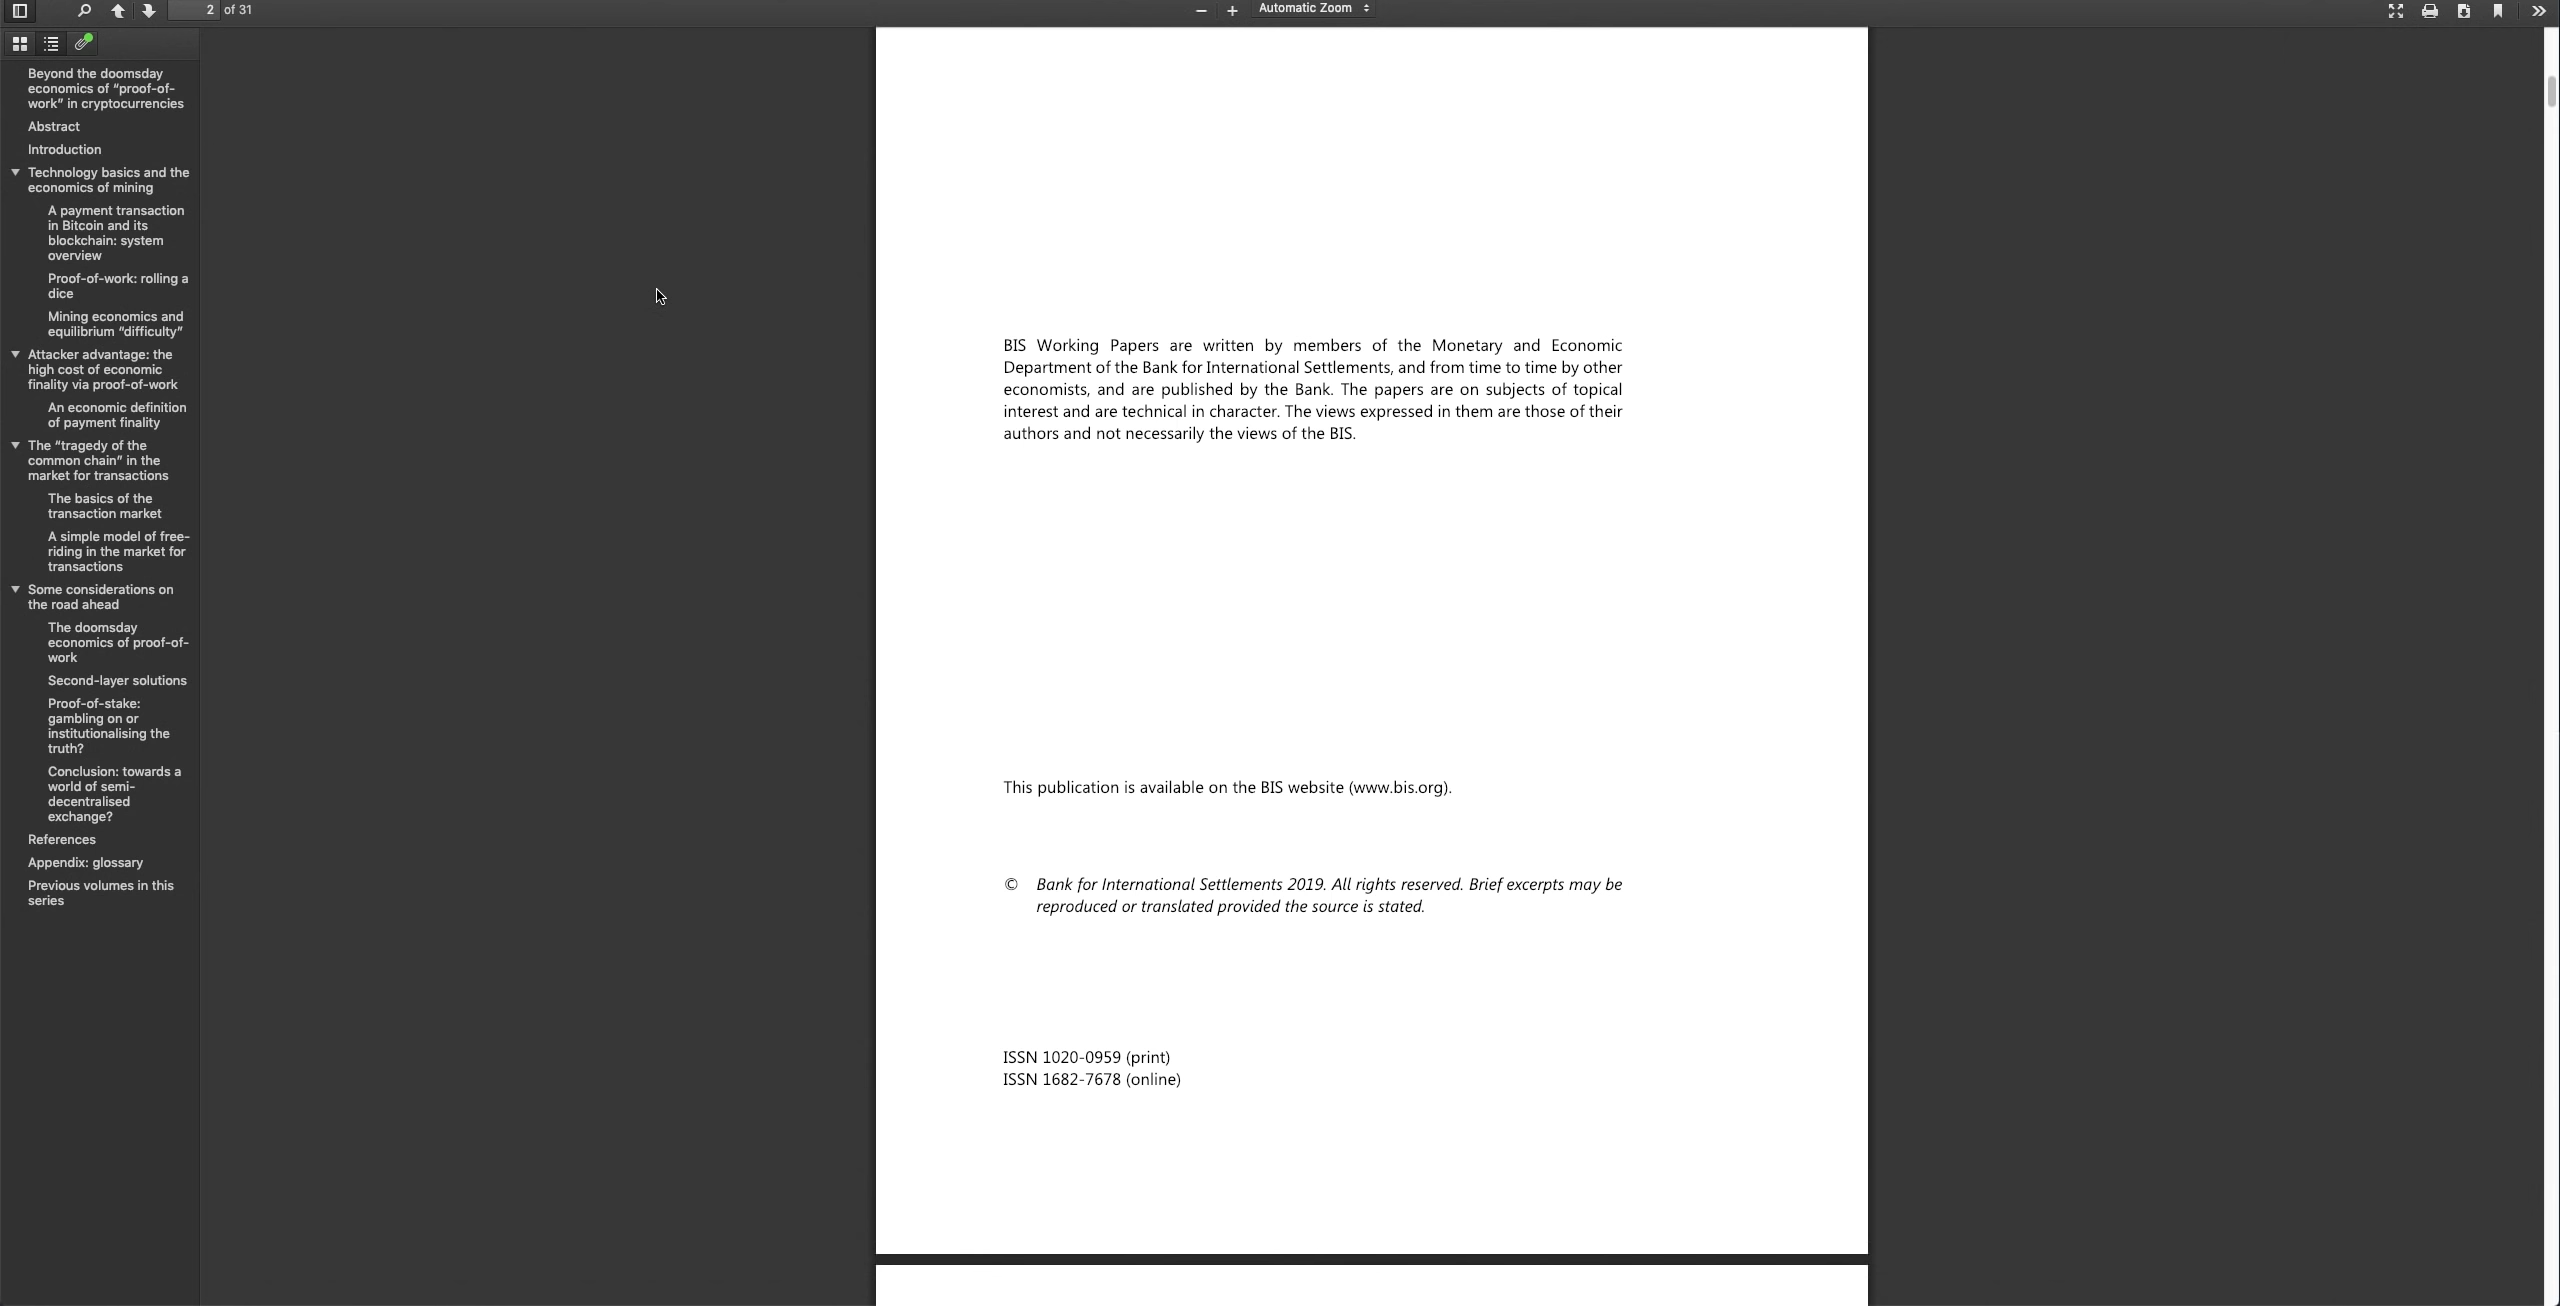 2 of 31
Automatic Zoom
Beyond the doomsday
economics of “proof-of-
work” in cryptocurrencies
Abstract
Introduction
Technology basics and the
economics of mining
A payment transaction
in Bitcoin and its
blockchain: system
overview
Proof-of-work: rolling a
dice
Mining economics and
equilibrium “difficulty”
Attacker advantage: the
high cost of economic
finality via proof-of-work
An economic definition
of payment finality
The “tragedy of the
common chain” in the
market for transactions
The basics of the
transaction market
A simple model of free-
riding in the market for
transactions
Some considerations on
the road ahead
The doomsday
economics of proof-of-
work
Second-layer solutions
Proof-of-stake:
gambling on or
institutionalising the
truth?
Conclusion: towards a
world of semi-
decentralised
exchange?
References
Appendix: glossary
Previous volumes in this
series
BIS Working Papers are written by members of the Monetary and Economic
Department of the Bank for International Settlements, and from time to time by other
economists, and are published by the Bank. The papers are on subjects of topical
interest and are technical in character. The views expressed in them are those of their
authors and not necessarily the views of the BIS.
This publication is available on the BIS website (www.bis.org).
© Bank for International Settlements 2019. All rights reserved. Brief excerpts may be
reproduced or translated provided the source is stated.
ISSN 1020-0959 (print)
ISSN 1682-7678 (online)